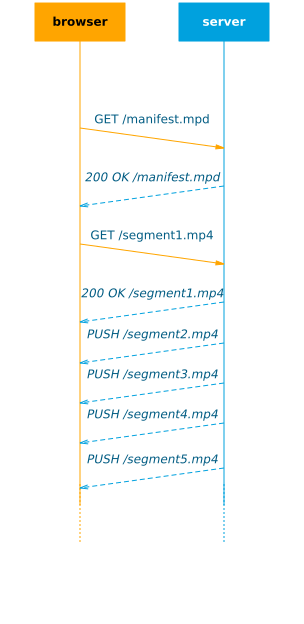 browser
server
GET /manifest.mpd
200 OK /manifest.mpd
GET /segment1.mp4
200 OK /segment1.mp4
PUSH /segment2.mp4
PUSH /segment3.mp4
PUSH /segment4.mp4
PUSH /segment5.mp4